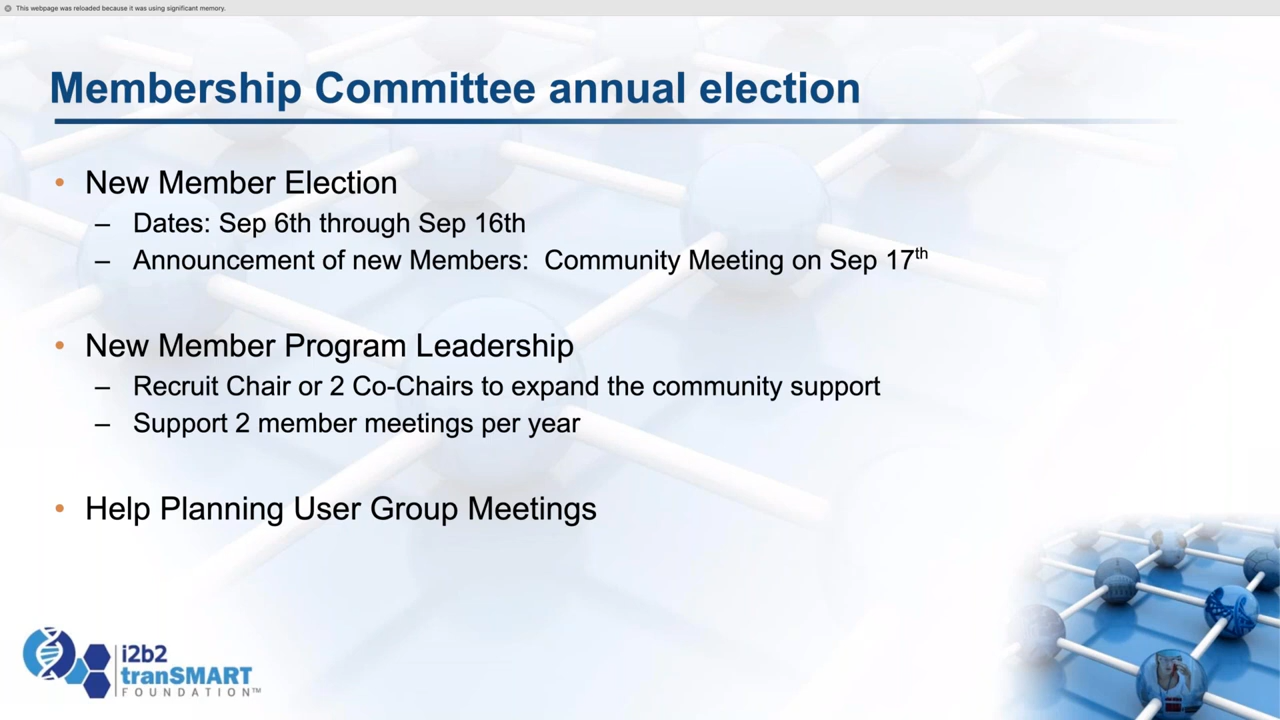 This webpage was reloaded because it was using significant memory.
Membership Committee annual election
• New Member Election
– Dates: Sep 6th through Sep 16th
– Announcement of new Members:  Community Meeting on Sep 17th
• New Member Program Leadership
– Recruit Chair or 2 Co-Chairs to expand the community support
– Support 2 member meetings per year
• Help Planning User Group Meetings
i2b2
tranSMART
FOUNDATION™